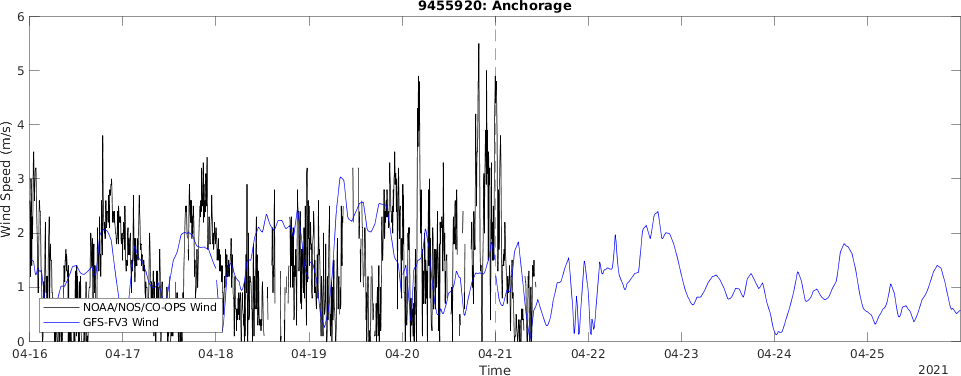 9455920: Anchorage
6
5
4
3
2
1
0
Wind Speed (m/s)
NOAA/NOS/CO-OPS Wind
GFS-FV3 Wind
04-16 04-17 04-18 04-19 04-20 04-21 04-22 04-23 04-24 04-25
Time
2021